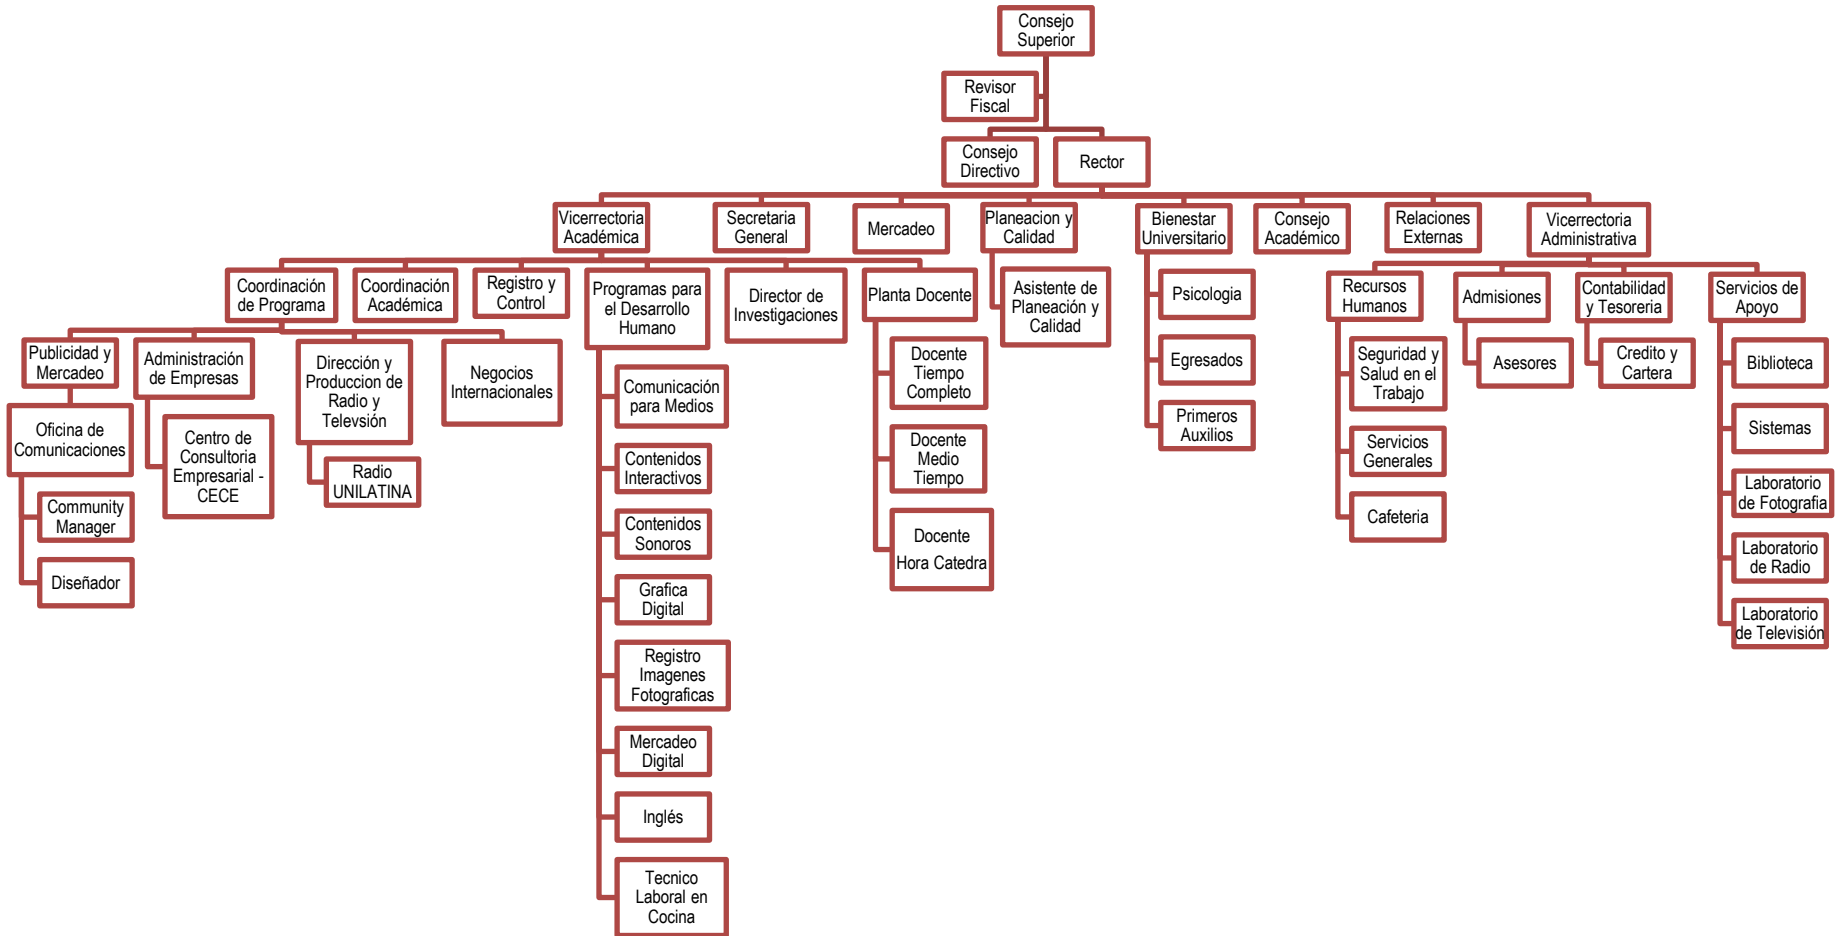 Consejo
Superior
Revisor
Fiscal
Consejo
Directivo
Rector
Vicerrectoria
Académica
Secretaria
General
Mercadeo
Planeacion y
Calidad
Bienestar
Universitario
Consejo
Académico
Relaciones
Externas
Vicerrectoria
Administrativa
Coordinación
de Programa
Coordinación
Académica
Registro y
Control
Programas para
el Desarrollo
Humano
Director de
Investigaciones
Planta Docente
Asistente de
Planeación y
Calidad
Psicologia
Egresados
Primeros
Auxilios
Recursos
Humanos
Admisiones
Contabilidad
y Tesoreria
Servicios de
Apoyo
Publicidad y
Mercadeo
Administración
de Empresas
Dirección y
Produccion de
Radio y
Televsión
Negocios
Internacionales
Oficina de
Comunicaciones
Community
Manager
Diseñador
Centro de
Consultoria
Empresarial -
CECE
Radio
UNILATINA
Comunicación
para Medios
Contenidos
Interactivos
Contenidos
Sonoros
Grafica
Digital
Registro
Imagenes
Fotograficas
Mercadeo
Digital
Inglés
Tecnico
Laboral en
Cocina
Docente
Tiempo
Completo
Docente
Medio
Tiempo
Docente
Hora Catedra
Seguridad y
Salud en el
Trabajo
Servicios
Generales
Cafeteria
Asesores
Credito y
Cartera
Biblioteca
Sistemas
Laboratorio
de Fotografia
Laboratorio
de Radio
Laboratorio
de Televisión